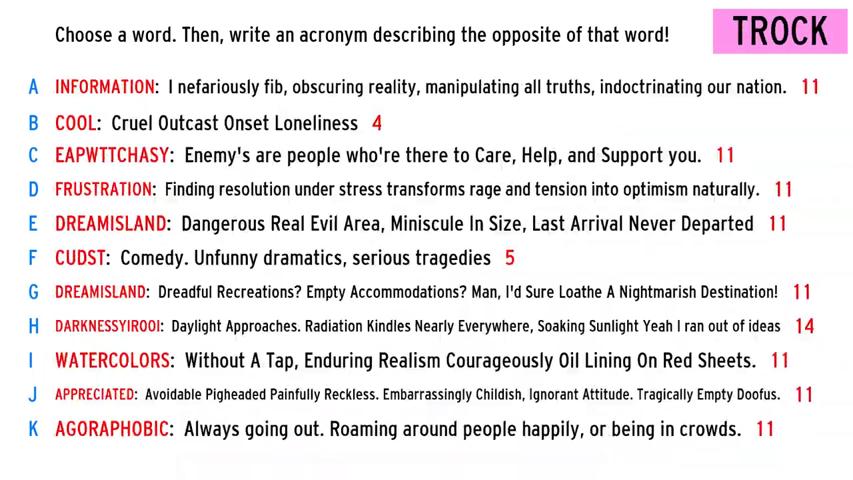 Choose a word. Then, write an acronym describing the opposite of that word!
TROCK
A INFORMATION: I nefariously fib, obscuring reality, manipulating all truths, indoctrinating our nation. 11
B COOL: Cruel Outcast Onset Loneliness 4
C EAPWTTCHASY: Enemy's are people who're there to Care, Help, and Support you. 11
D FRUSTRATION: Finding resolution under stress transforms rage and tension into optimism naturally. 11
E DREAMISLAND: Dangerous Real Evil Area, Miniscule In Size, Last Arrival Never Departed 11
F CUDST: Comedy. Unfunny dramatics, serious tragedies 5
G DREAMISLAND: Dreadful Recreations? Empty Accommodations? Man, I'd Sure Loathe A Nightmarish Destination! 11
H DARKNESSYIROOI: Daylight Approaches. Radiation Kindles Nearly Everywhere, Soaking Sunlight Yeah I ran out of ideas 14
I WATERCOLORS: Without A Tap, Enduring Realism Courageously Oil Lining On Red Sheets. 11
J APPRECIATED: Avoidable Pigheaded Painfully Reckless. Embarrassingly Childish, Ignorant Attitude. Tragically Empty Doofus. 11
K AGORAPHOBIC: Always going out. Roaming around people happily, or being in crowds. 11